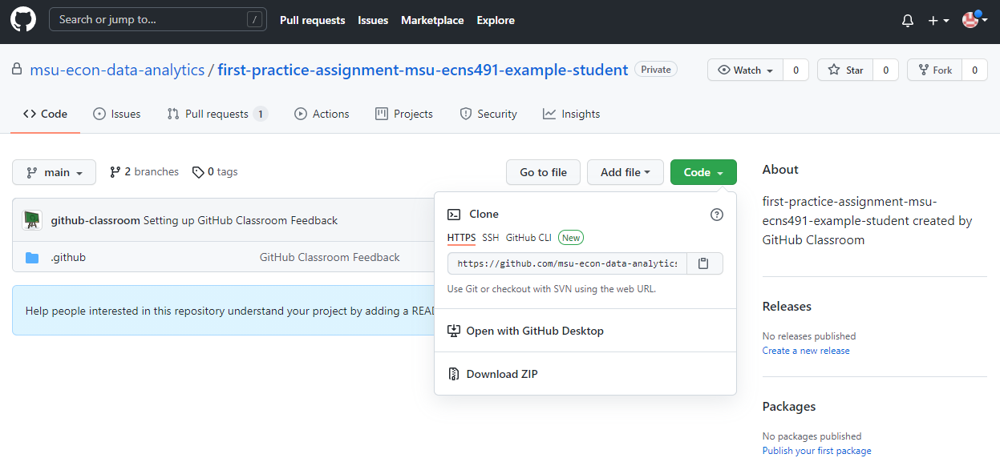 Search or jump to... /
Pull requests Issues Marketplace Explore
msu-econ-data-analytics / first-practice-assignment-msu-ecns491-example-student Private
Watch 0 Star 0 Fork 0
Code Issues Pull requests 1 Actions Projects Security Insights
main 2 branches 0 tags
Go to file Add file Code
github-classroom Setting up GitHub Classroom Feedback
.github GitHub Classroom Feedback
Help people interested in this repository understand your project by adding a READ
Clone
HTTPS SSH GitHub CLI New
https://github.com/msu-econ-data-analytics
Use Git or checkout with SVN using the web URL.
Open with GitHub Desktop
Download ZIP
About
first-practice-assignment-msu-
ecns491-example-student created by
GitHub Classroom
Releases
No releases published
Create a new release
Packages
No packages published
Publish your first package